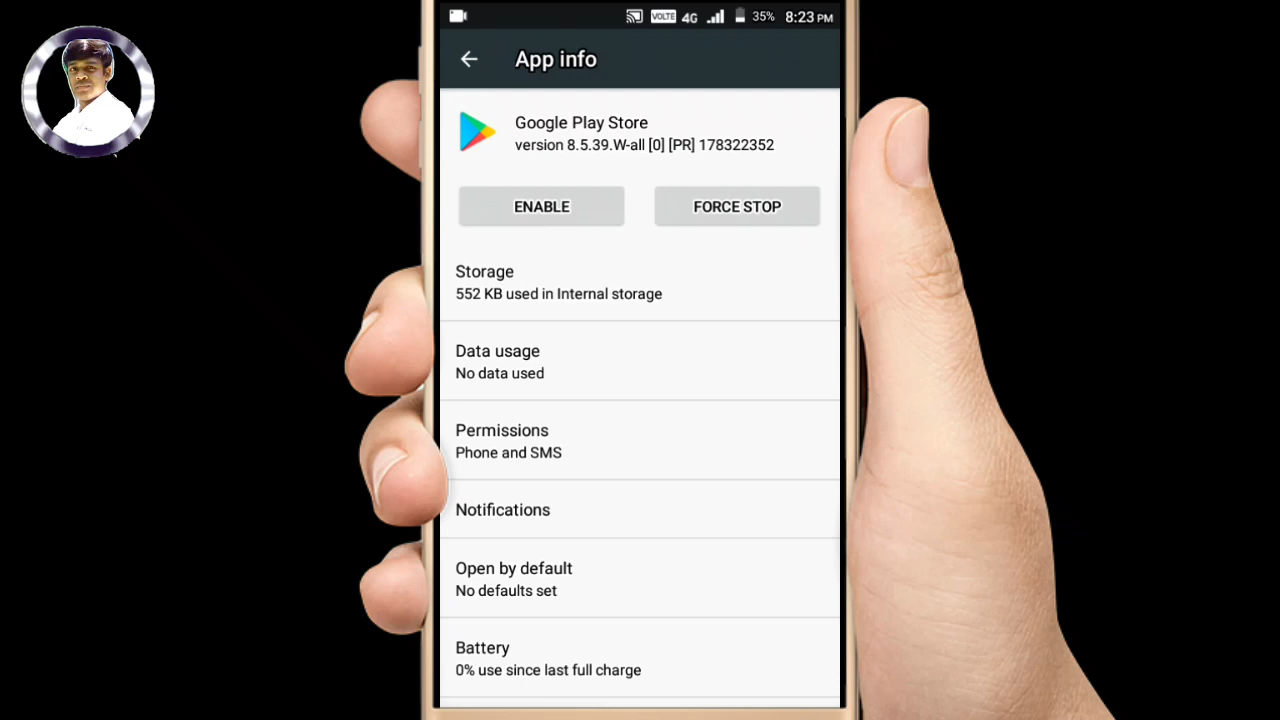 VOLTE 4G 35% 8:23 PM
App info
Google Play Store
version 8.5.39.W-all [0] [PR] 178322352
ENABLE FORCE STOP
Storage
552 KB used in Internal storage
Data usage
No data used
Permissions
Phone and SMS
Notifications
Open by default
No defaults set
Battery
0% use since last full charge